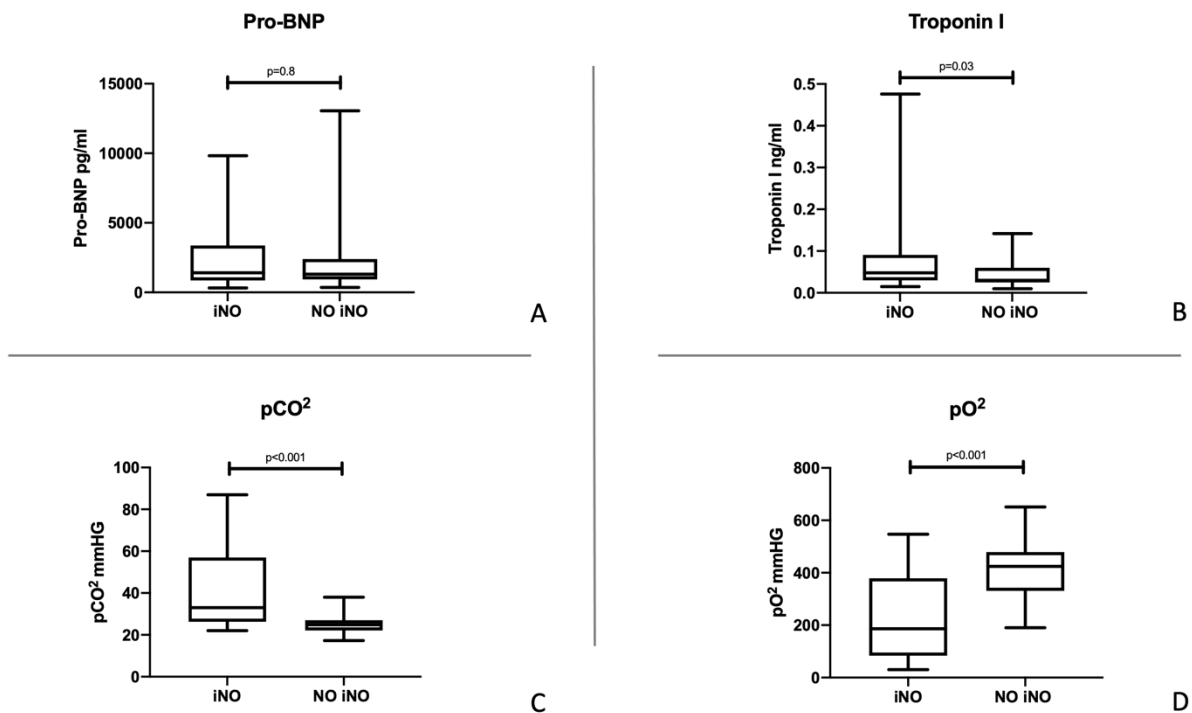 Pro-BNP
p=0.8
Pro-BNP pg/ml
15000
10000
5000
0
iNO
NO iNO
A
Troponin I
p=0.03
Troponin I ng/ml
0.5
0.4
0.3
0.2
0.1
0.0
iNO
NO iNO
B
pCO²
p<0.001
pCO² mmHG
100
80
60
40
20
0
iNO
NO iNO
C
pO²
p<0.001
pO² mmHG
800
600
400
200
0
iNO
NO iNO
D